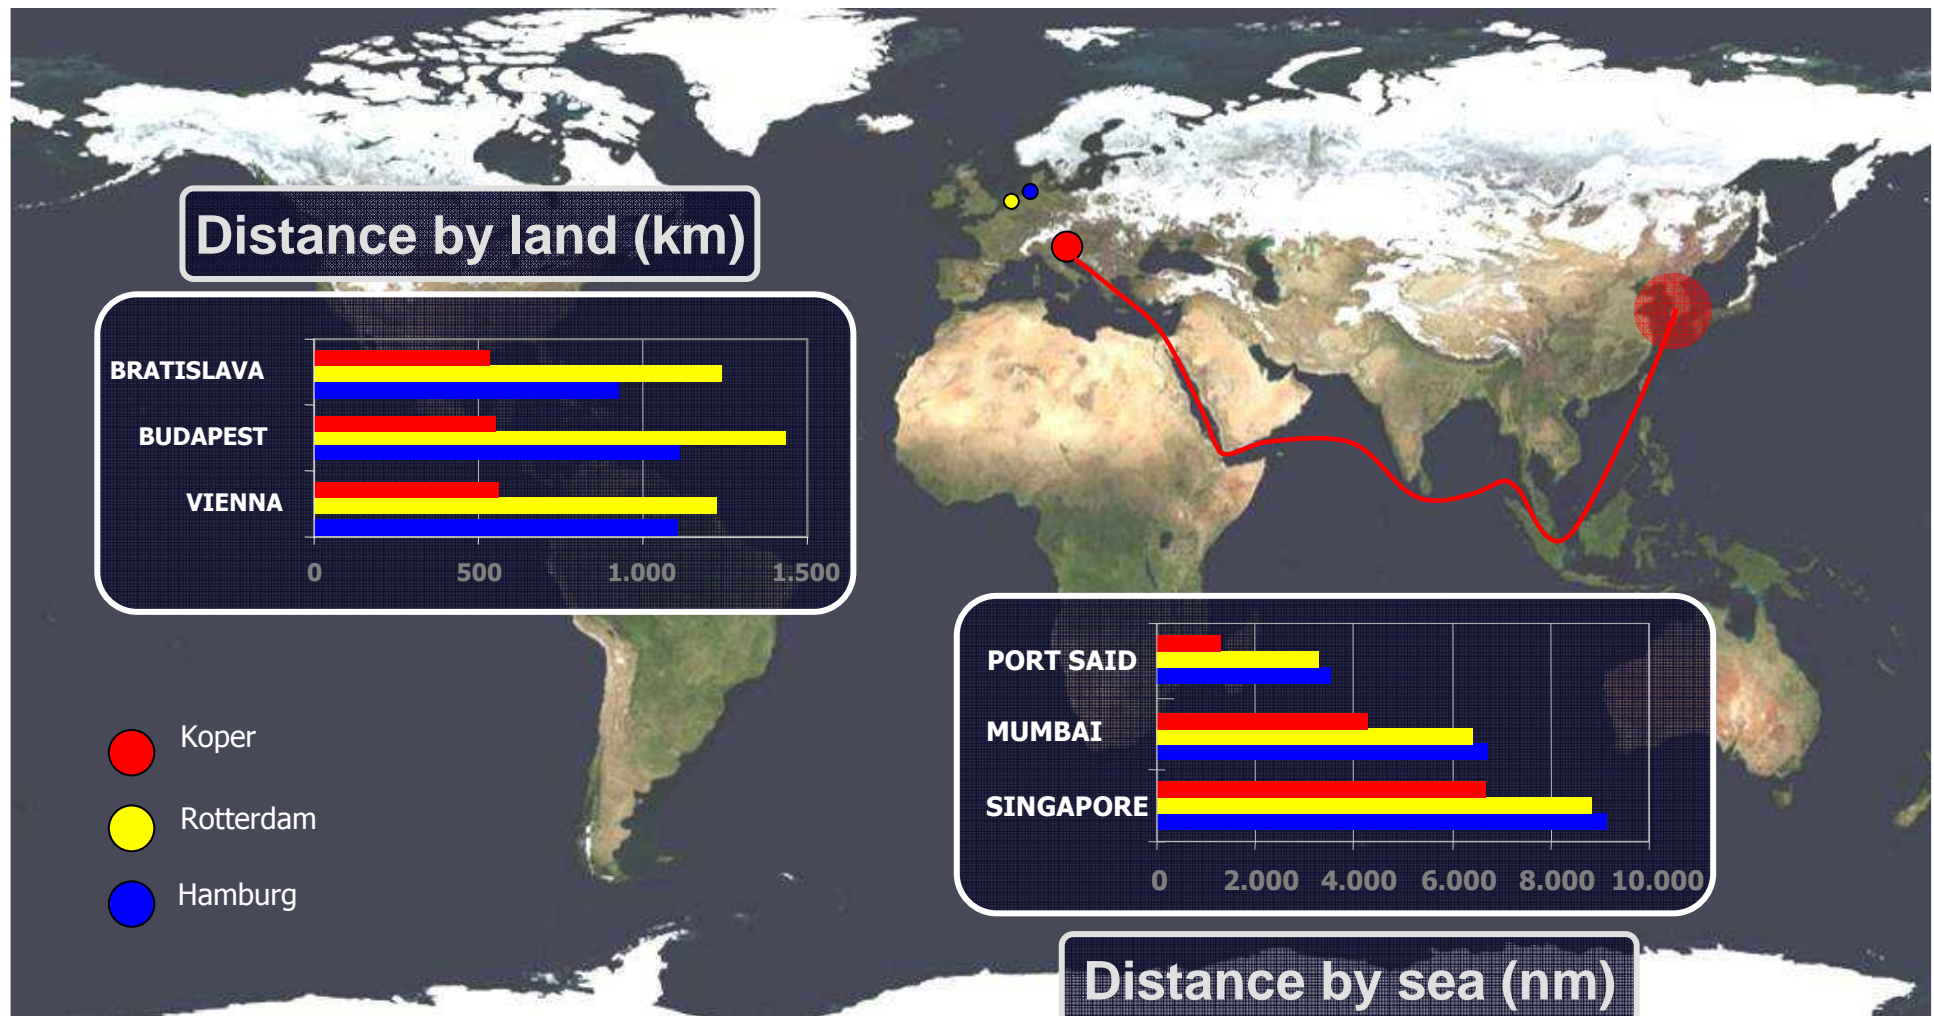 Distance by land (km)
BRATISLAVA
BUDAPEST
VIENNA
0 500 1.000 1.500
Koper
Rotterdam
Hamburg
PORT SAID
MUMBAI
SINGAPORE
0 2.000 4.000 6.000 8.000 10.000
Distance by sea (nm)